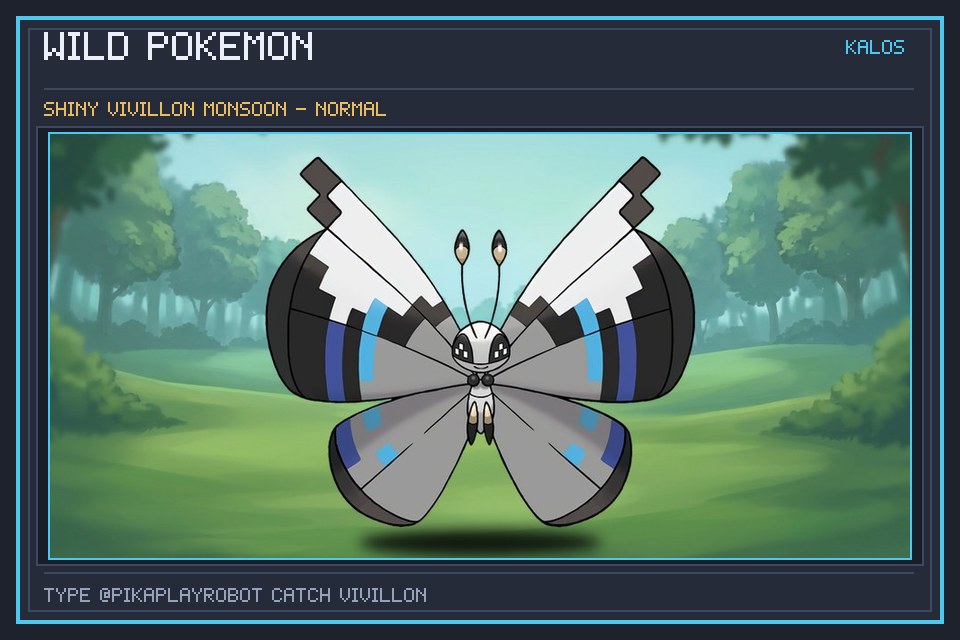 WILD POKEMON
KALOS
SHINY VIVILLON MONSOON - NORMAL
TYPE @PIKAPLAYROBOT CATCH VIVILLON